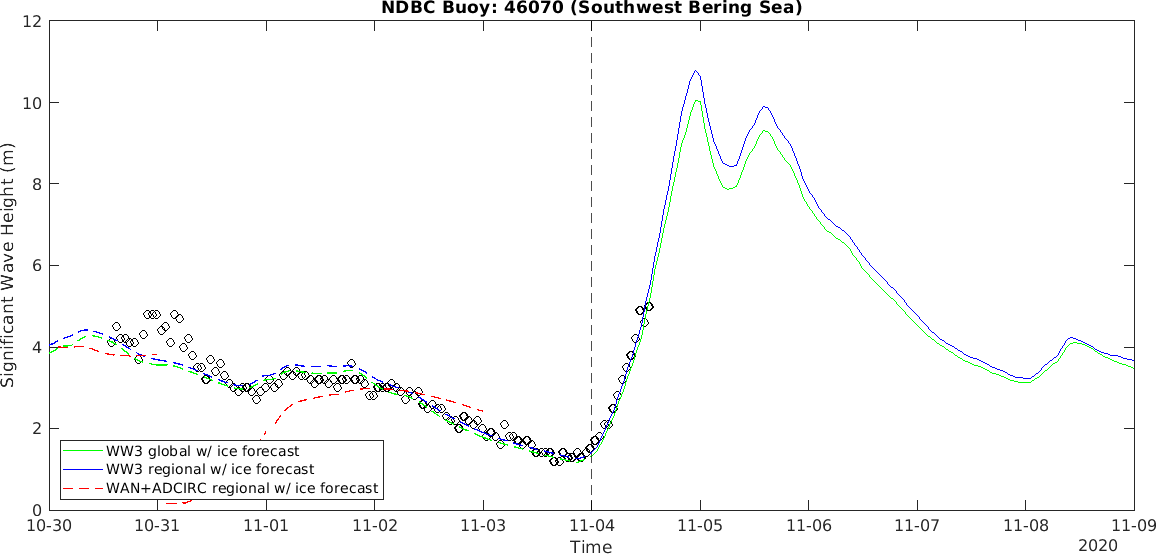 NDBC Buoy: 46070 (Southwest Bering Sea)
Significant Wave Height (m)
12
10
8
6
4
2
0
WW3 global w/ ice forecast
WW3 regional w/ ice forecast
WAN+ADCIRC regional w/ ice forecast
10-30 10-31 11-01 11-02 11-03 11-04 11-05 11-06 11-07 11-08 11-09
Time
2020